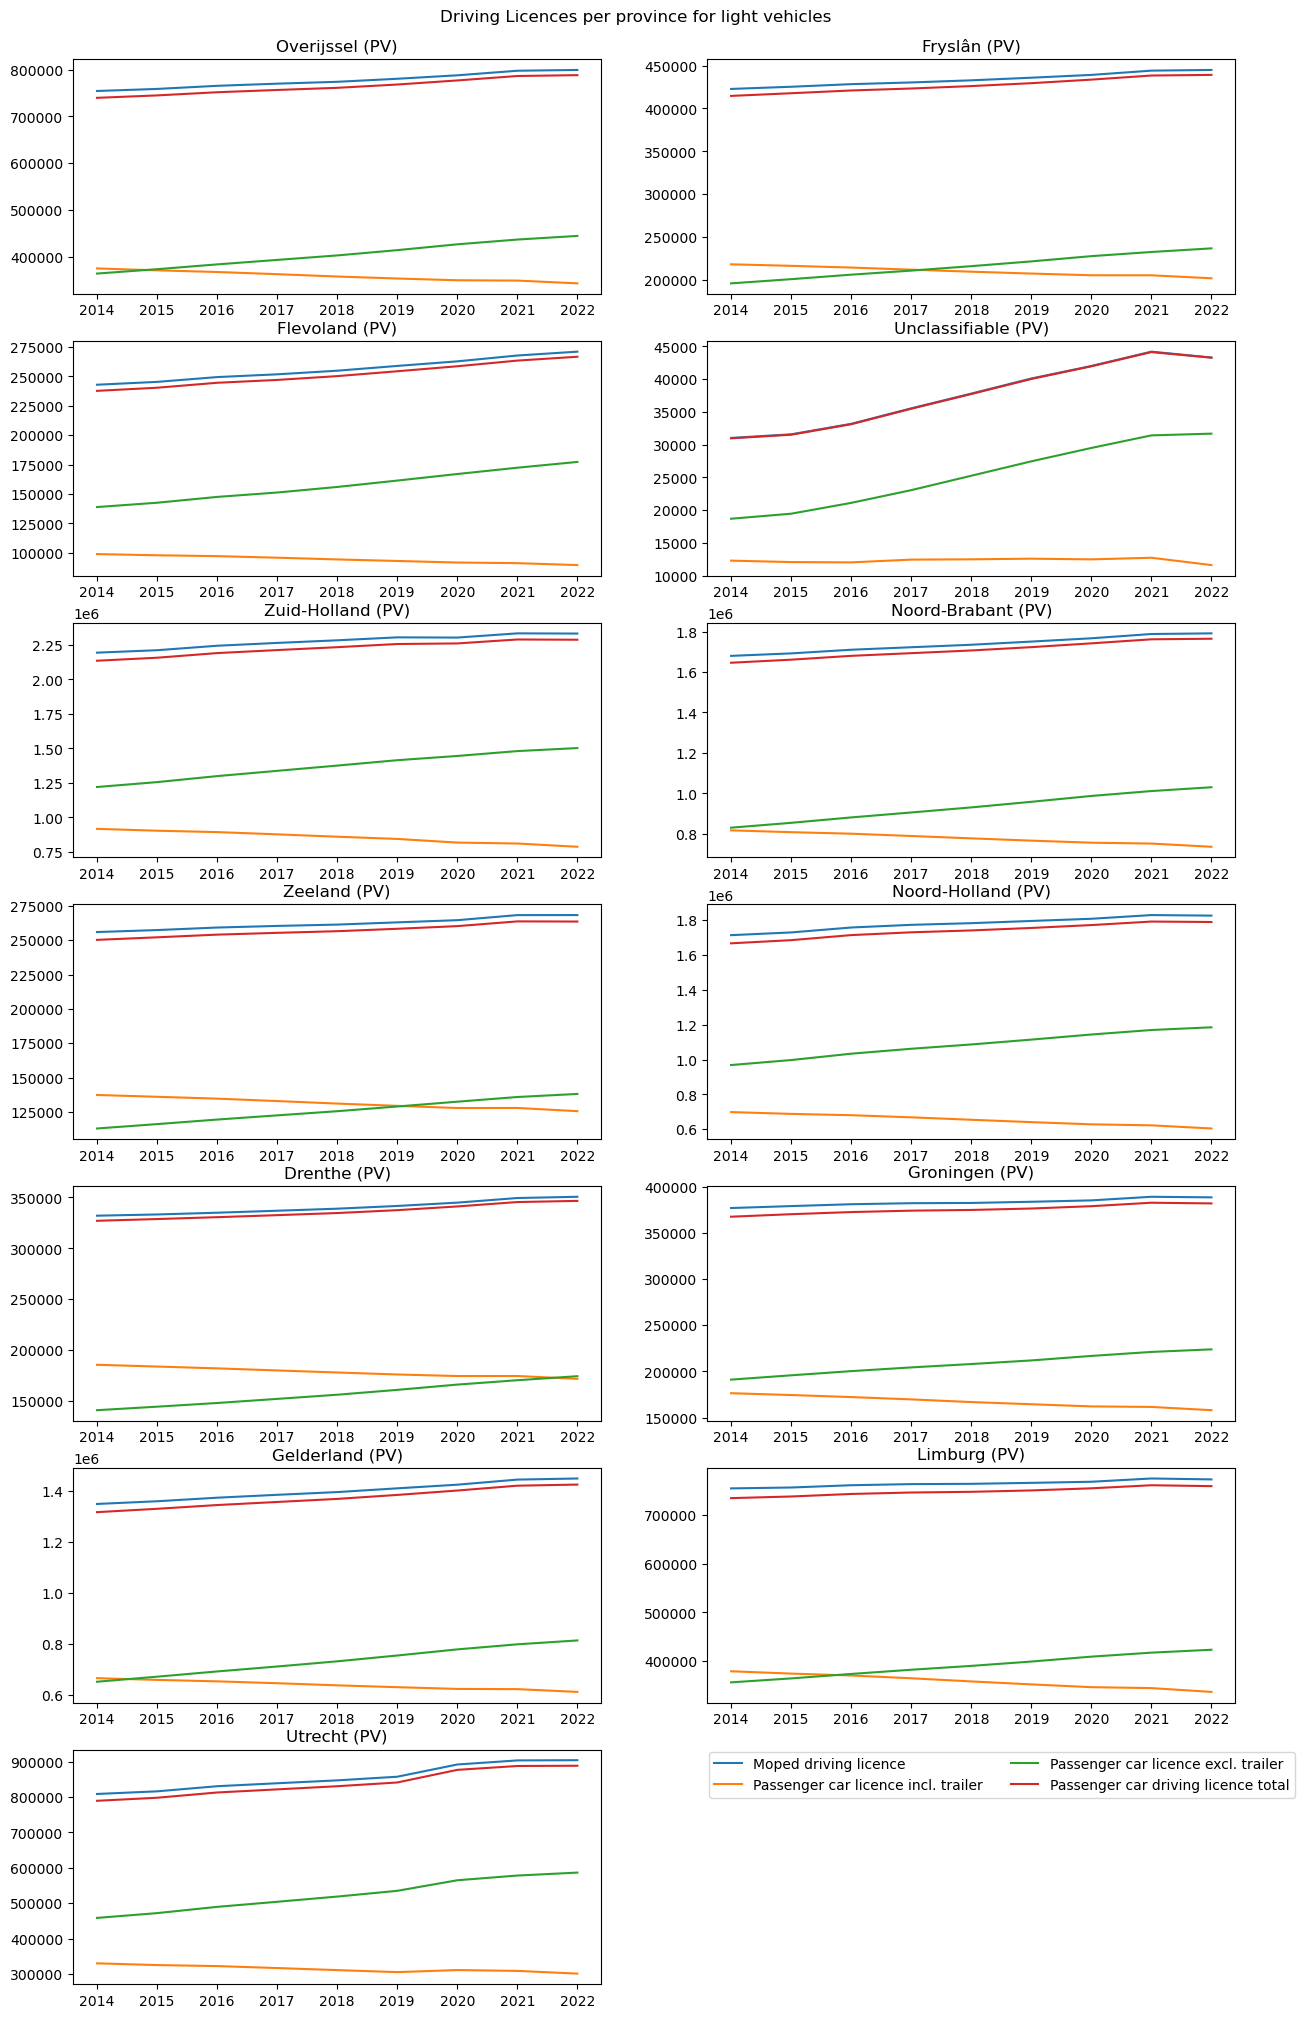 Driving Licences per province for light vehicles
Overijssel (PV)
800000
700000
600000
500000
400000
2014 2015 2016 2017 2018 2019 2020 2021 2022
Fryslân (PV)
450000
400000
350000
300000
250000
200000
2014 2015 2016 2017 2018 2019 2020 2021 2022
Flevoland (PV)
275000
250000
225000
200000
175000
150000
125000
100000
2014 2015 2016 2017 2018 2019 2020 2021 2022
Unclassifiable (PV)
45000
40000
35000
30000
25000
20000
15000
10000
2014 2015 2016 2017 2018 2019 2020 2021 2022
Zuid-Holland (PV)
1e6
2.25
2.00
1.75
1.50
1.25
1.00
0.75
2014 2015 2016 2017 2018 2019 2020 2021 2022
Noord-Brabant (PV)
1e6
1.8
1.6
1.4
1.2
1.0
0.8
2014 2015 2016 2017 2018 2019 2020 2021 2022
Zeeland (PV)
275000
250000
225000
200000
175000
150000
125000
2014 2015 2016 2017 2018 2019 2020 2021 2022
Noord-Holland (PV)
1e6
1.8
1.6
1.4
1.2
1.0
0.8
0.6
2014 2015 2016 2017 2018 2019 2020 2021 2022
Drenthe (PV)
350000
300000
250000
200000
150000
2014 2015 2016 2017 2018 2019 2020 2021 2022
Groningen (PV)
400000
350000
300000
250000
200000
150000
2014 2015 2016 2017 2018 2019 2020 2021 2022
Gelderland (PV)
1e6
1.4
1.2
1.0
0.8
0.6
2014 2015 2016 2017 2018 2019 2020 2021 2022
Limburg (PV)
700000
600000
500000
400000
2014 2015 2016 2017 2018 2019 2020 2021 2022
Utrecht (PV)
900000
800000
700000
600000
500000
400000
300000
2014 2015 2016 2017 2018 2019 2020 2021 2022
Moped driving licence
Passenger car licence incl. trailer
Passenger car licence excl. trailer
Passenger car driving licence total